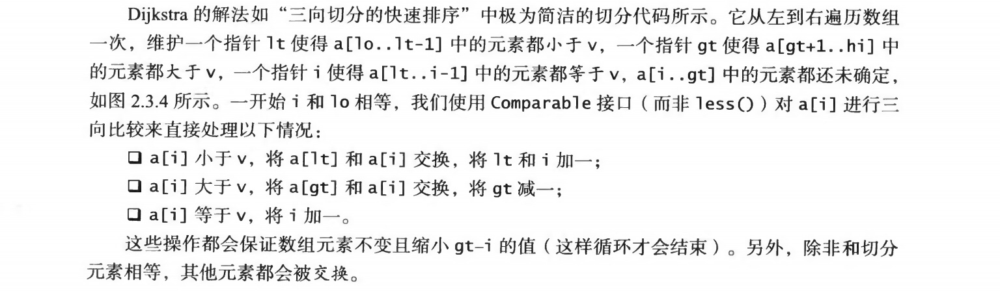 Dijkstra 的解法如“三向切分的快速排序”中极为简洁的切分代码所示。它从左到右遍历数组
一次，维护一个指针 lt 使得 a[lo..lt-1] 中的元素都小于 v，一个指针 gt 使得 a[gt+1..hi] 中
的元素都大于 v，一个指针 i 使得 a[lt..i-1] 中的元素都等于 v，a[i..gt] 中的元素都还未确定，
如图 2.3.4 所示。一开始 i 和 lo 相等，我们使用 Comparable 接口（而非 less()）对 a[i] 进行三
向比较来直接处理以下情况：
❑ a[i] 小于 v，将 a[lt] 和 a[i] 交换，将 lt 和 i 加一；
❑ a[i] 大于 v，将 a[gt] 和 a[i] 交换，将 gt 减一；
❑ a[i] 等于 v，将 i 加一。
这些操作都会保证数组元素不变且缩小 gt-i 的值（这样循环才会结束）。另外，除非和切分
元素相等，其他元素都会被交换。